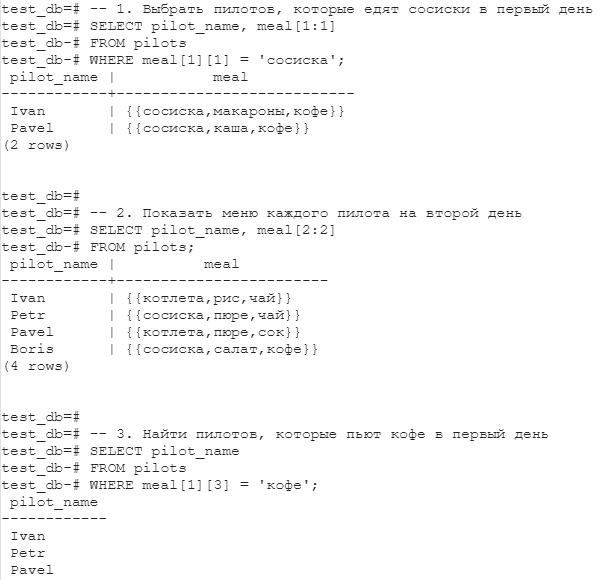 test_db=# -- 1. Выбрать пилотов, которые едят сосиски в первый день
test_db=# SELECT pilot_name, meal[1:1]
test_db-# FROM pilots
test_db-# WHERE meal[1][1] = 'сосиска';
 pilot_name |           meal
------------+---------------------------
 Ivan       | {{сосиска,макароны,кофе}}
 Pavel      | {{сосиска,каша,кофе}}
(2 rows)
test_db=#
test_db=# -- 2. Показать меню каждого пилота на второй день
test_db=# SELECT pilot_name, meal[2:2]
test_db-# FROM pilots;
 pilot_name |          meal
------------+------------------------
 Ivan       | {{котлета,рис,чай}}
 Petr       | {{сосиска,пюре,чай}}
 Pavel      | {{котлета,пюре,сок}}
 Boris      | {{сосиска,салат,кофе}}
(4 rows)
test_db=#
test_db=# -- 3. Найти пилотов, которые пьют кофе в первый день
test_db=# SELECT pilot_name
test_db-# FROM pilots
test_db-# WHERE meal[1][3] = 'кофе';
 pilot_name
------------
 Ivan
 Petr
 Pavel